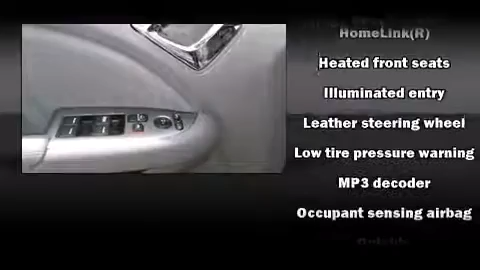 HomeLink(R)
Heated front seats
Illuminated entry
Leather steering wheel
Low tire pressure warning
MP3 decoder
Occupant sensing airbag